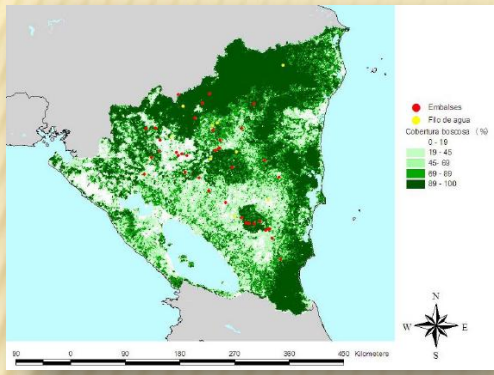 Embalses
Filo de agua
Cobertura boscosa (%)
0 - 19
19 - 45
45 - 69
69 - 89
89 - 100
N
W E
S
90 0 90 180 270 360 450 Kilometers